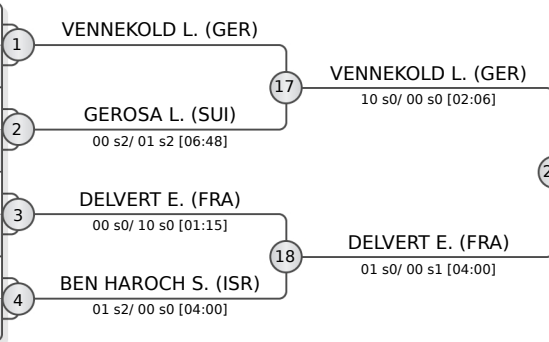 VENNEKOLD L. (GER)
1
17
VENNEKOLD L. (GER)
10 s0/ 00 s0 [02:06]
GEROSA L. (SUI)
2
00 s2/ 01 s2 [06:48]
2
DELVERT E. (FRA)
3
00 s0/ 10 s0 [01:15]
18
DELVERT E. (FRA)
01 s0/ 00 s1 [04:00]
BEN HAROCH S. (ISR)
4
01 s2/ 00 s0 [04:00]